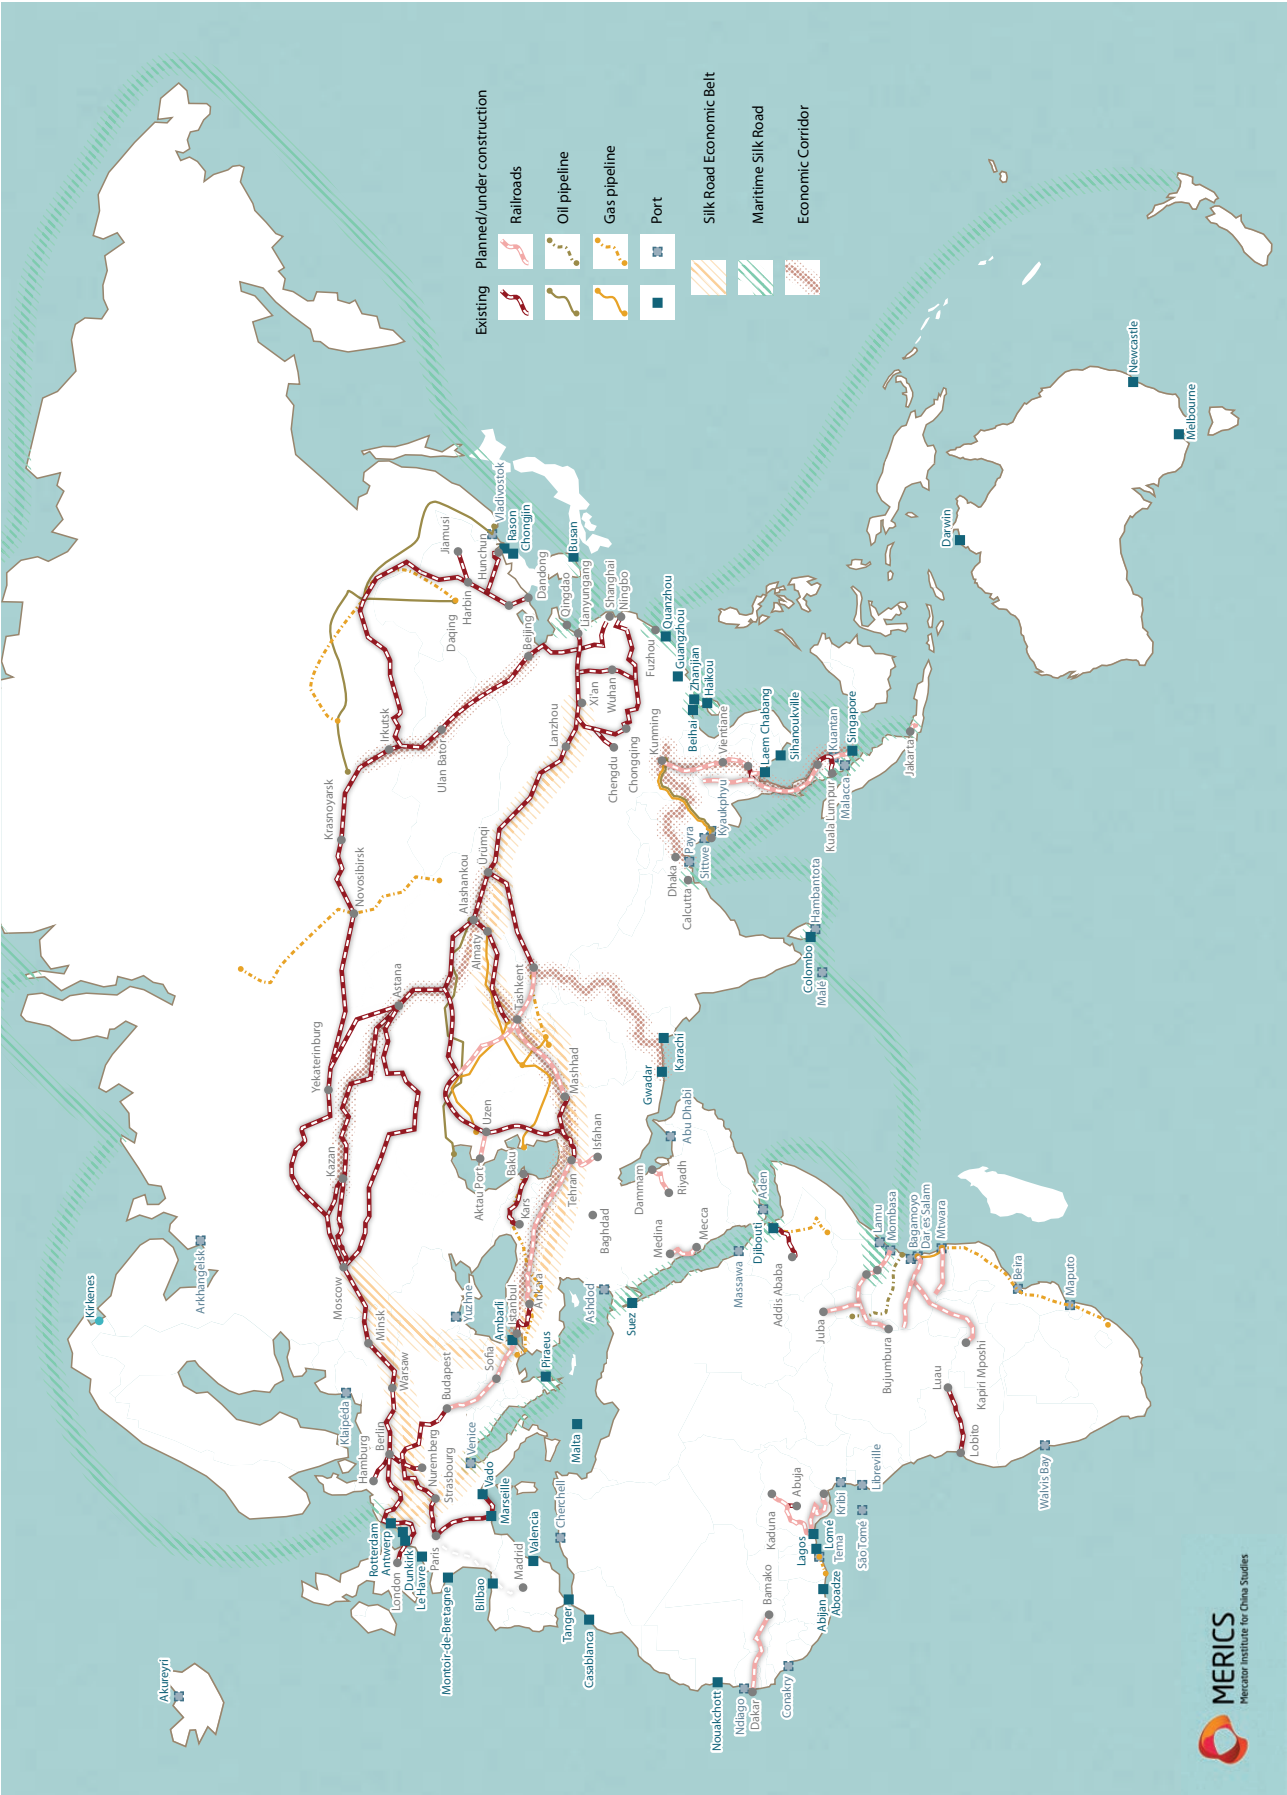 Existing
Planned/under construction
Railroads
Oil pipeline
Gas pipeline
Port
Silk Road Economic Belt
Maritime Silk Road
Economic Corridor
Akureyri
Kirkenes
Arkhangelsk
Klaipėda
Hamburg
Berlin
Rotterdam
Antwerp
London
Dunkirk
Le Havre
Paris
Montoir-de-Bretagne
Bilbao
Madrid
Valencia
Tanger
Casablanca
Nuremberg
Strasbourg
Venice
Vado
Marseille
Cherchell
Malta
Warsaw
Minsk
Moscow
Budapest
Sofia
Yuzhne
Ambarli
Istanbul
Ankara
Piraeus
Ashdod
Suez
Kazan
Yekaterinburg
Astana
Novosibirsk
Krasnoyarsk
Irkutsk
Ulan Bator
Aktau Port
Uzen
Baku
Kars
Tehran
Isfahan
Baghdad
Mashhad
Tashkent
Almaty
Alashankou
Ürümqi
Lanzhou
Xi'an
Wuhan
Chengdu
Chongqing
Beijing
Daqing
Harbin
Jiamusi
Hunchun
Vladivostok
Rason
Chongjin
Dandong
Busan
Qingdao
Lianyungang
Shanghai
Ningbo
Fuzhou
Quanzhou
Guangzhou
Zhanjian
Haikou
Beihai
Kunming
Vientiane
Laem Chabang
Sihanoukville
Kuantan
Singapore
Kuala Lumpur
Malacca
Jakarta
Kyaukphyu
Sittwe
Payra
Dhaka
Calcutta
Hambantota
Colombo
Malé
Karachi
Gwadar
Abu Dhabi
Dammam
Riyadh
Medina
Mecca
Aden
Djibouti
Massawa
Addis Ababa
Juba
Lamu
Mombasa
Bagamoyo
Dar es Salam
Mtwara
Bujumbura
Kapiri Mposhi
Luau
Lobito
Beira
Maputo
Walvis Bay
Libreville
Kribi
São Tomé
Abuja
Kaduna
Lagos
Lomé
Tema
Aboadze
Abijan
Bamako
Conakry
Dakar
Ndiago
Nouakchott
Darwin
Newcastle
Melbourne
MERICS
Mercator Institute for China Studies